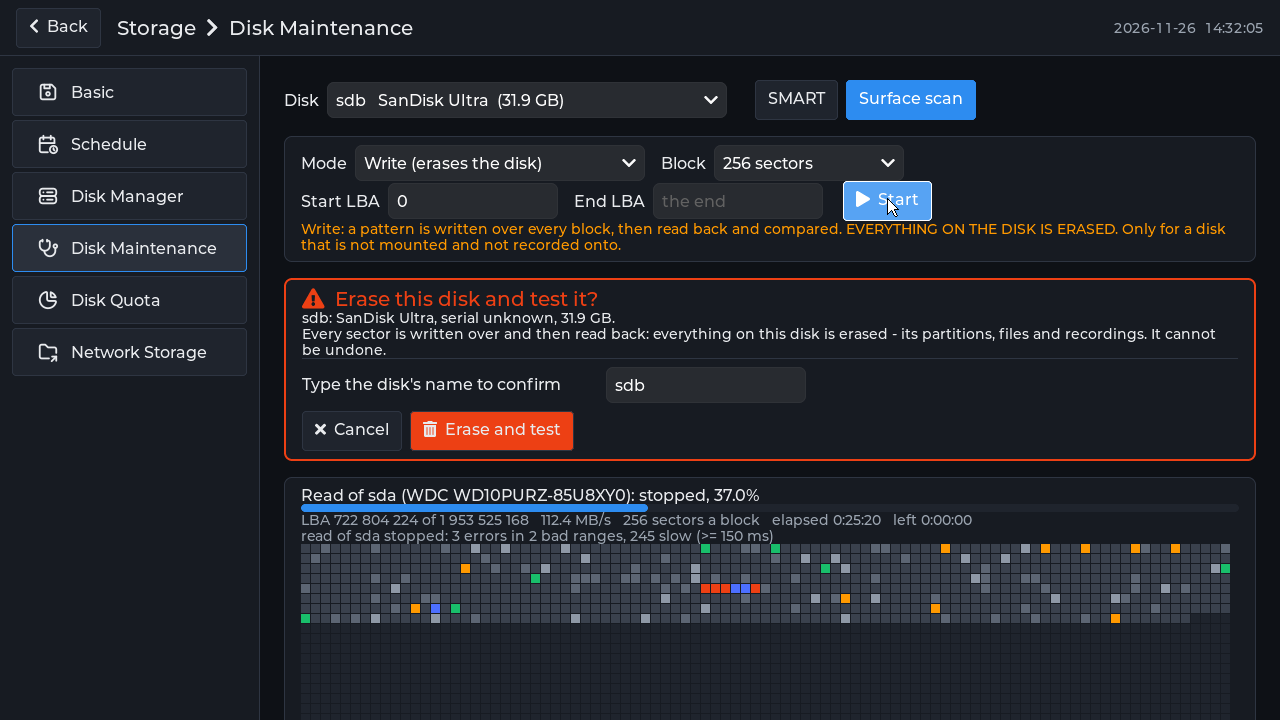 Back
Storage > Disk Maintenance
2026-11-26 14:32:05
Basic
Schedule
Disk Manager
Disk Maintenance
Disk Quota
Network Storage
Disk
sdb SanDisk Ultra (31.9 GB)
SMART
Surface scan
Mode
Write (erases the disk)
Block
256 sectors
Start LBA
0
End LBA
the end
Start
Write: a pattern is written over every block, then read back and compared. EVERYTHING ON THE DISK IS ERASED. Only for a disk
that is not mounted and not recorded onto.
Erase this disk and test it?
sdb: SanDisk Ultra, serial unknown, 31.9 GB.
Every sector is written over and then read back: everything on this disk is erased - its partitions, files and recordings. It cannot
be undone.
Type the disk's name to confirm
sdb
Cancel
Erase and test
Read of sda (WDC WD10PURZ-85U8XY0): stopped, 37.0%
LBA 722 804 224 of 1 953 525 168 112.4 MB/s 256 sectors a block elapsed 0:25:20 left 0:00:00
read of sda stopped: 3 errors in 2 bad ranges, 245 slow (>= 150 ms)